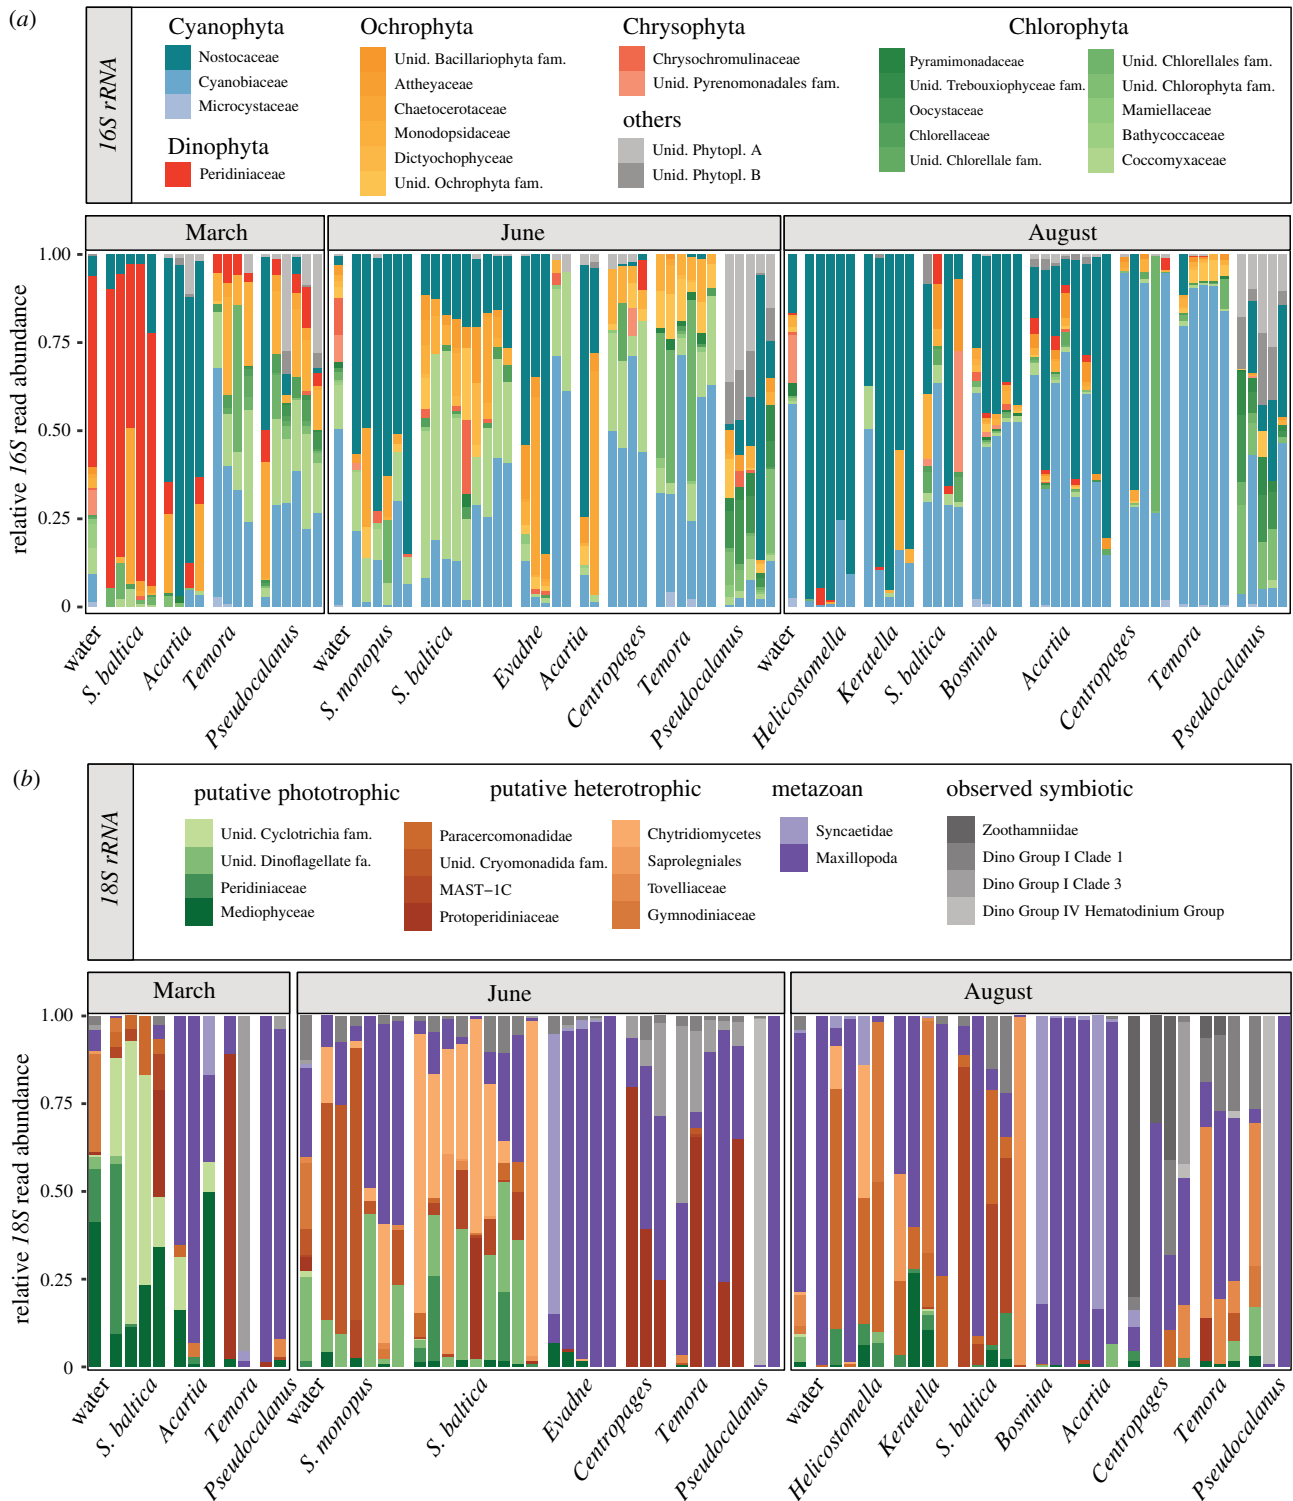 (a)
16S rRNA
Cyanophyta
Nostocaceae
Cyanobiaceae
Microcystaceae
Dinophyta
Peridiniaceae
Ochrophyta
Unid. Bacillariophyta fam.
Attheyaceae
Chaetocerotaceae
Monodopsidaceae
Dictyochophyceae
Unid. Ochrophyta fam.
Chrysophyta
Chrysochromulinaceae
Unid. Pyrenomonadales fam.
others
Unid. Phytopl. A
Unid. Phytopl. B
Chlorophyta
Pyramimonadaceae
Unid. Trebouxiophyceae fam.
Oocystaceae
Chlorellaceae
Unid. Chlorellale fam.
Unid. Chlorellales fam.
Unid. Chlorophyta fam.
Mamiellaceae
Bathycoccaceae
Coccomyxaceae
March
June
August
relative 16S read abundance
1.00
0.75
0.50
0.25
0
water
S. baltica
Acartia
Temora
Pseudocalanus
water
S. monopus
S. baltica
Evadne
Acartia
Centropages
Temora
Pseudocalanus
water
Helicostomella
Keratella
S. baltica
Bosmina
Acartia
Centropages
Temora
Pseudocalanus
(b)
18S rRNA
putative phototrophic
Unid. Cyclotrichia fam.
Unid. Dinoflagellate fa.
Peridiniaceae
Mediophyceae
putative heterotrophic
Paracercomonadidae
Unid. Cryomonadida fam.
MAST−1C
Protoperidiniaceae
Chytridiomycetes
Saprolegniales
Tovelliaceae
Gymnodiniaceae
metazoan
Syncaetidae
Maxillopoda
observed symbiotic
Zoothamniidae
Dino Group I Clade 1
Dino Group I Clade 3
Dino Group IV Hematodinium Group
March
June
August
relative 18S read abundance
1.00
0.75
0.50
0.25
0
water
S. baltica
Acartia
Temora
Pseudocalanus
water
S. monopus
S. baltica
Evadne
Centropages
Temora
Pseudocalanus
water
Helicostomella
Keratella
S. baltica
Bosmina
Acartia
Centropages
Temora
Pseudocalanus